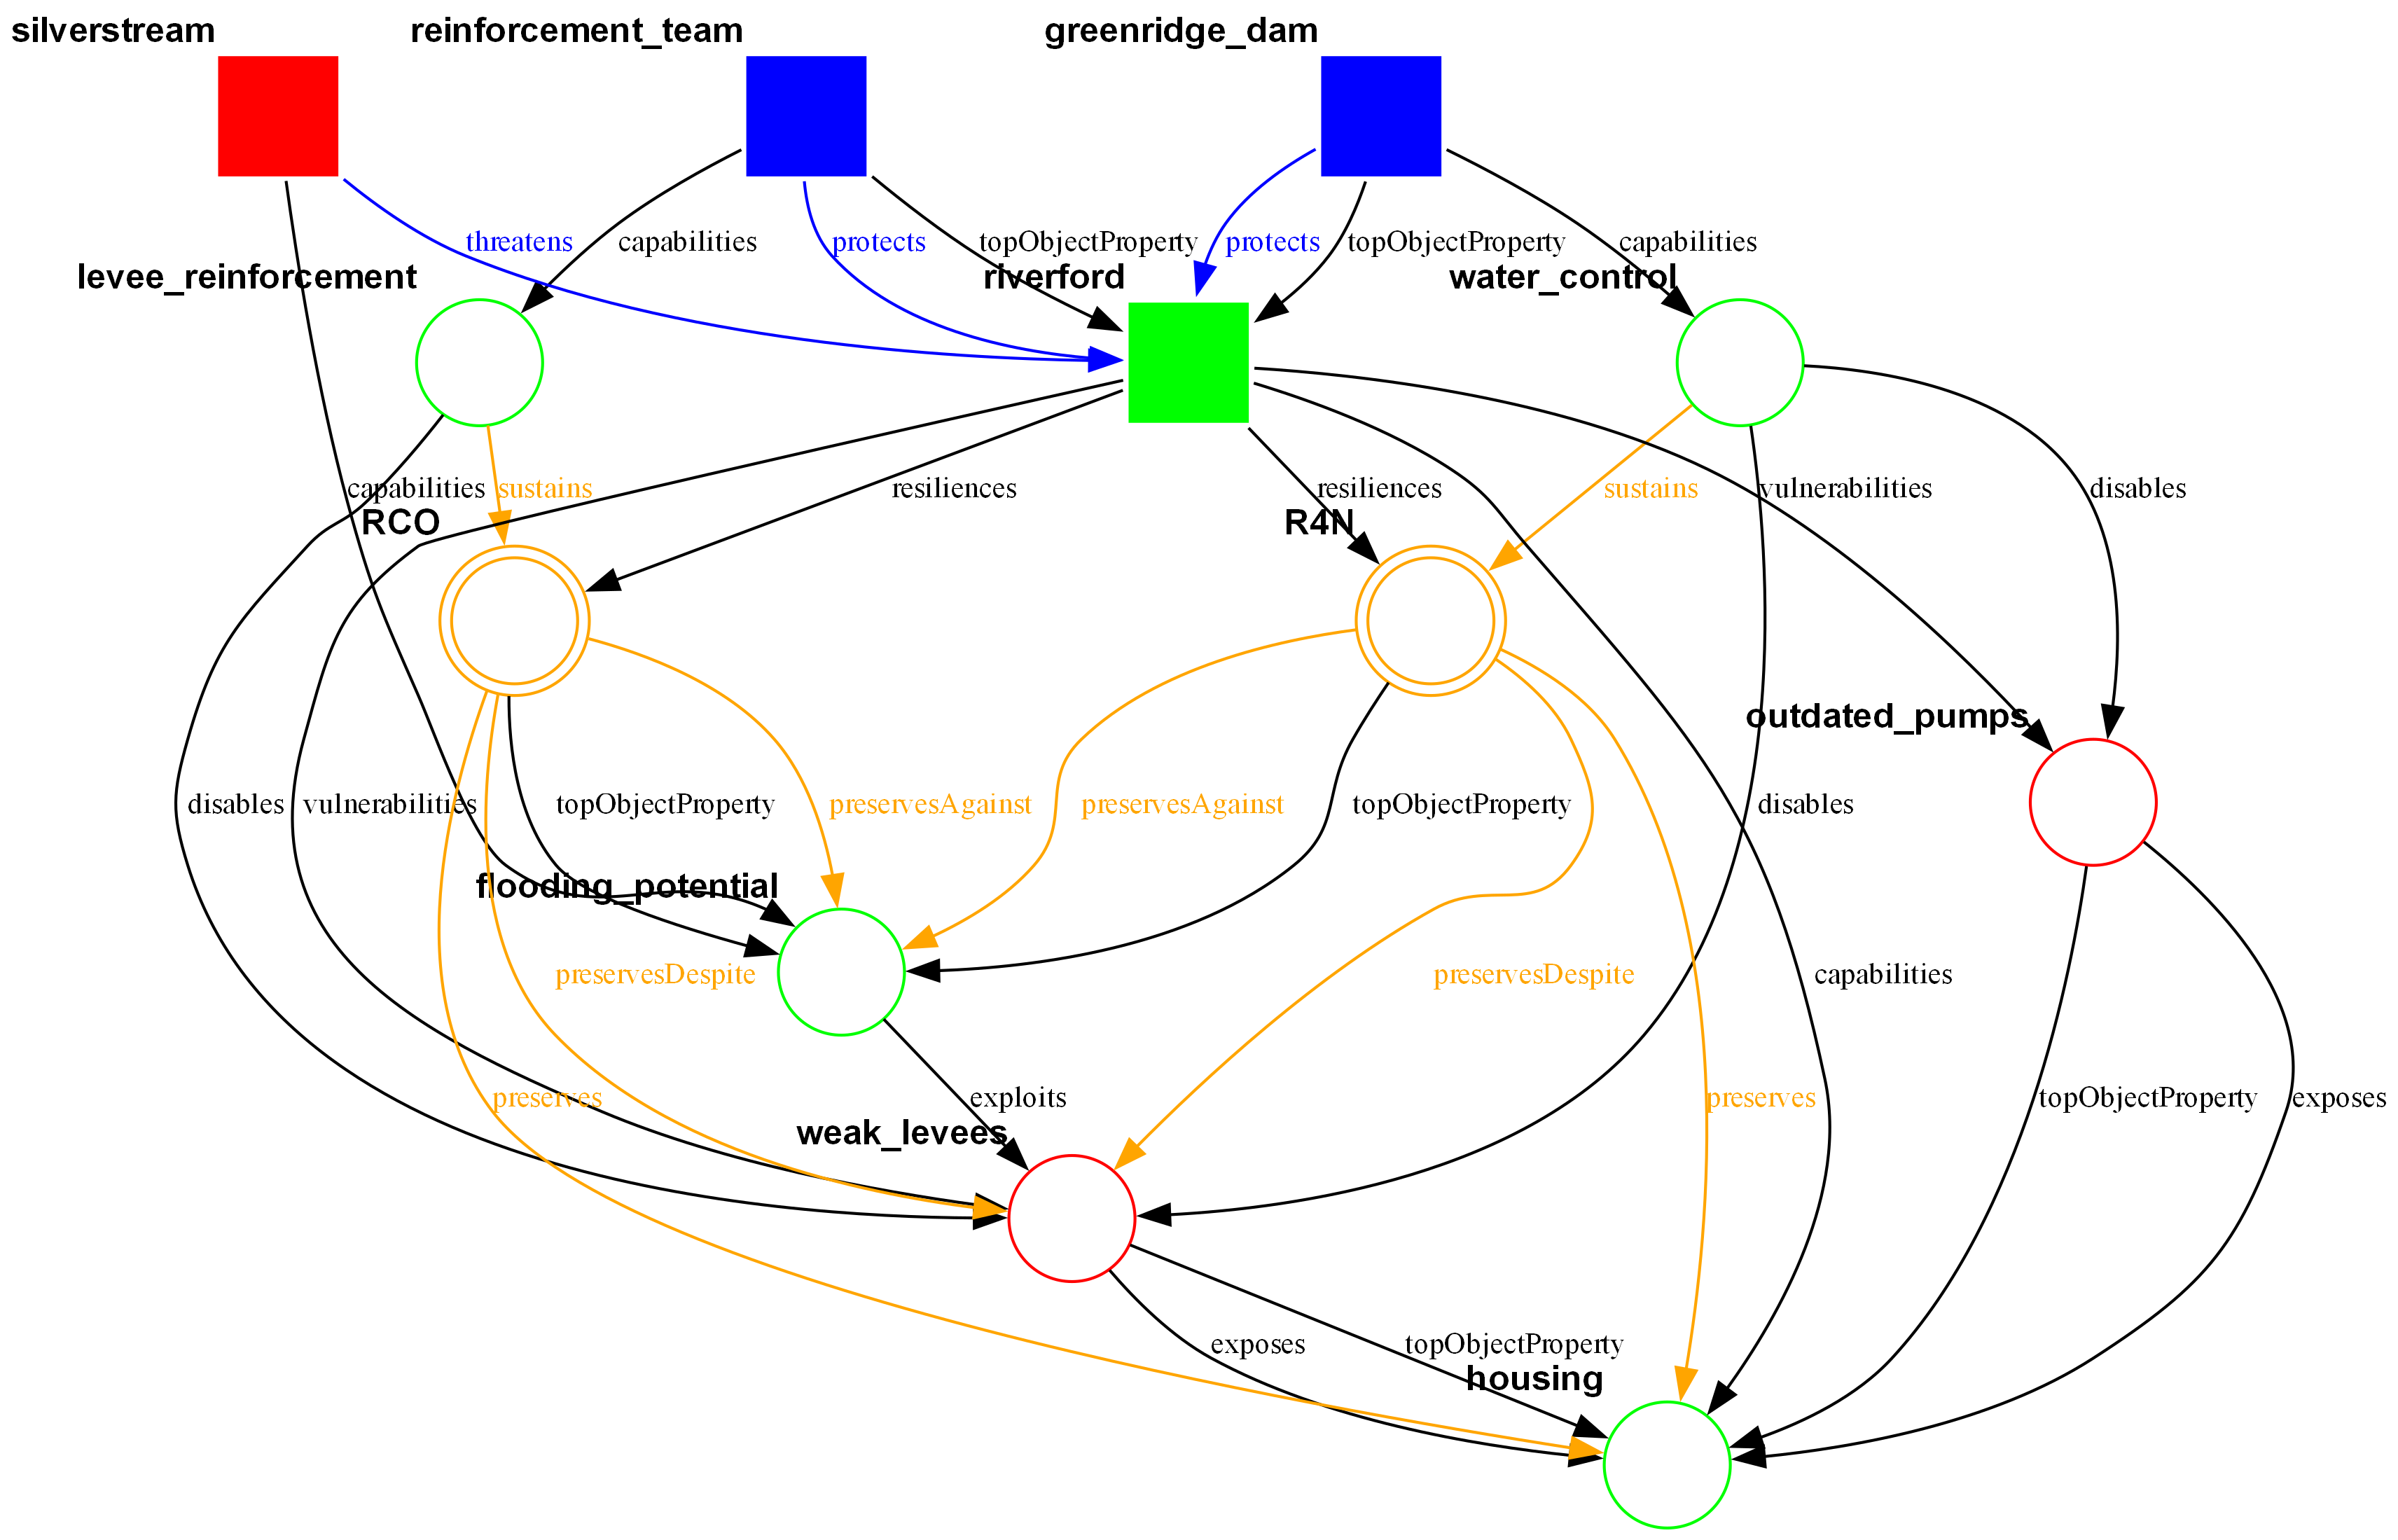 silverstream
reinforcement_team
greenridge_dam
threatens
capabilities
protects
topObjectProperty
protects
topObjectProperty
capabilities
levee_reinforcement
riverford
water_control
capabilities
sustains
resiliences
resiliences
sustains
vulnerabilities
disables
RCO
R4N
outdated_pumps
disables
vulnerabilities
topObjectProperty
preservesAgainst
preservesAgainst
topObjectProperty
disables
flooding_potential
preservesDespite
preservesDespite
capabilities
preserves
exploits
preserves
topObjectProperty
exposes
weak_levees
exposes
topObjectProperty
housing